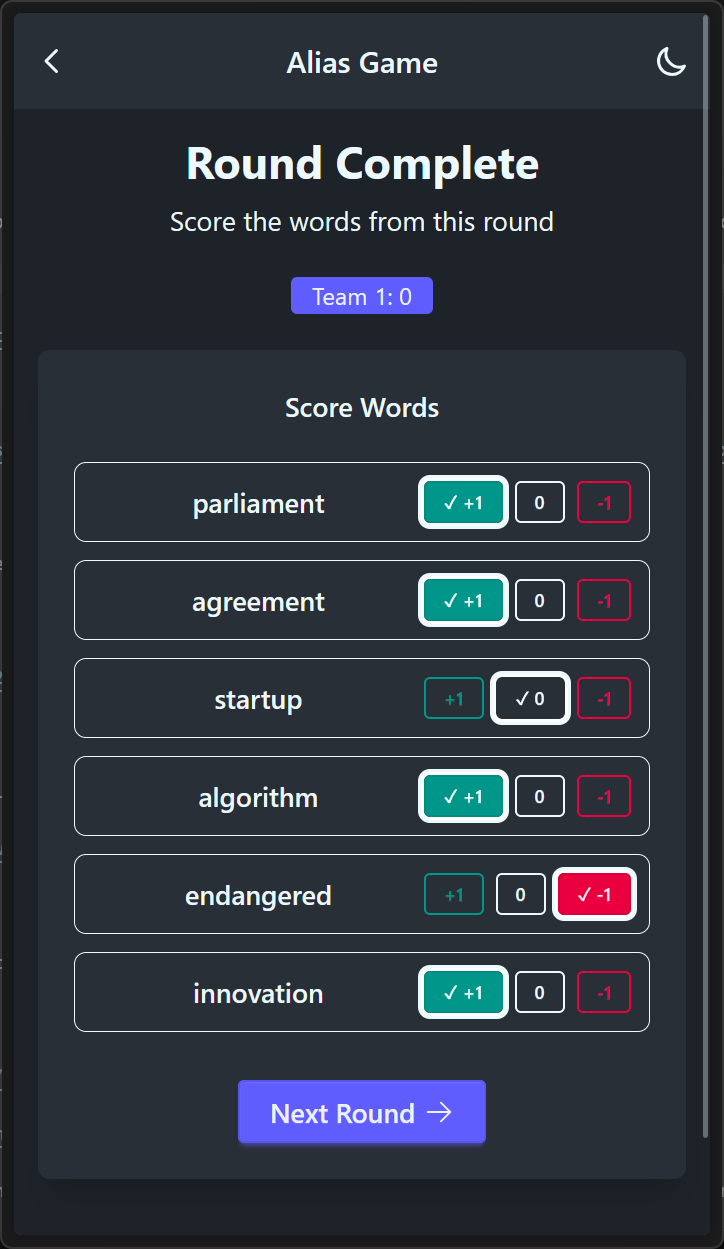 Alias Game
Round Complete
Score the words from this round
Team 1: 0
Score Words
parliament ✓ +1 0 -1
agreement ✓ +1 0 -1
startup +1 ✓ 0 -1
algorithm ✓ +1 0 -1
endangered +1 0 ✓ -1
innovation ✓ +1 0 -1
Next Round →